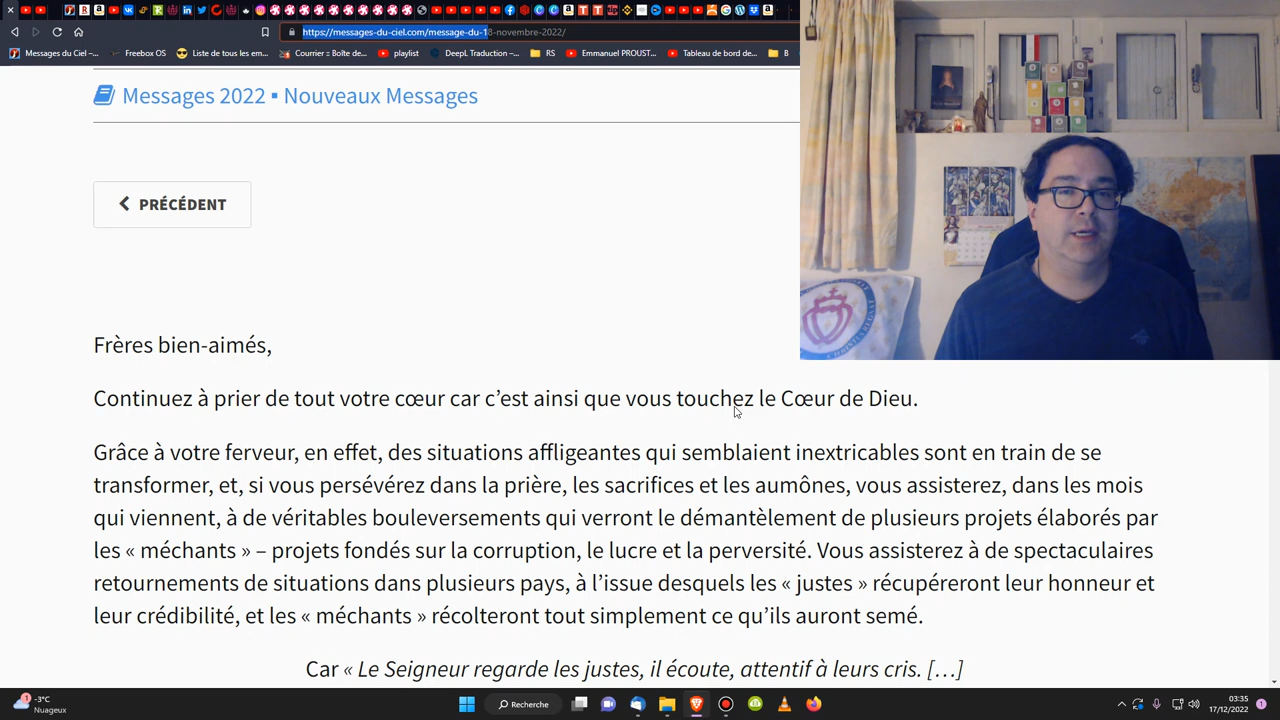 https://messages-du-ciel.com/message-du-18-novembre-2022/
Messages du Ciel –...
Freebox OS
Liste de tous les em...
Courrier :: Boîte de...
playlist
DeepL Traduction –...
RS
Emmanuel PROUST...
Tableau de bord de...
B
Messages 2022 ▪ Nouveaux Messages
PRÉCÉDENT
Frères bien-aimés,
Continuez à prier de tout votre cœur car c’est ainsi que vous touchez le Cœur de Dieu.
Grâce à votre ferveur, en effet, des situations affligeantes qui semblaient inextricables sont en train de se
transformer, et, si vous persévérez dans la prière, les sacrifices et les aumônes, vous assisterez, dans les mois
qui viennent, à de véritables bouleversements qui verront le démantèlement de plusieurs projets élaborés par
les « méchants » – projets fondés sur la corruption, le lucre et la perversité. Vous assisterez à de spectaculaires
retournements de situations dans plusieurs pays, à l’issue desquels les « justes » récupéreront leur honneur et
leur crédibilité, et les « méchants » récolteront tout simplement ce qu’ils auront semé.
Car « Le Seigneur regarde les justes, il écoute, attentif à leurs cris. […]
1
-3°C
Nuageux
Recherche
03:35
17/12/2022
1